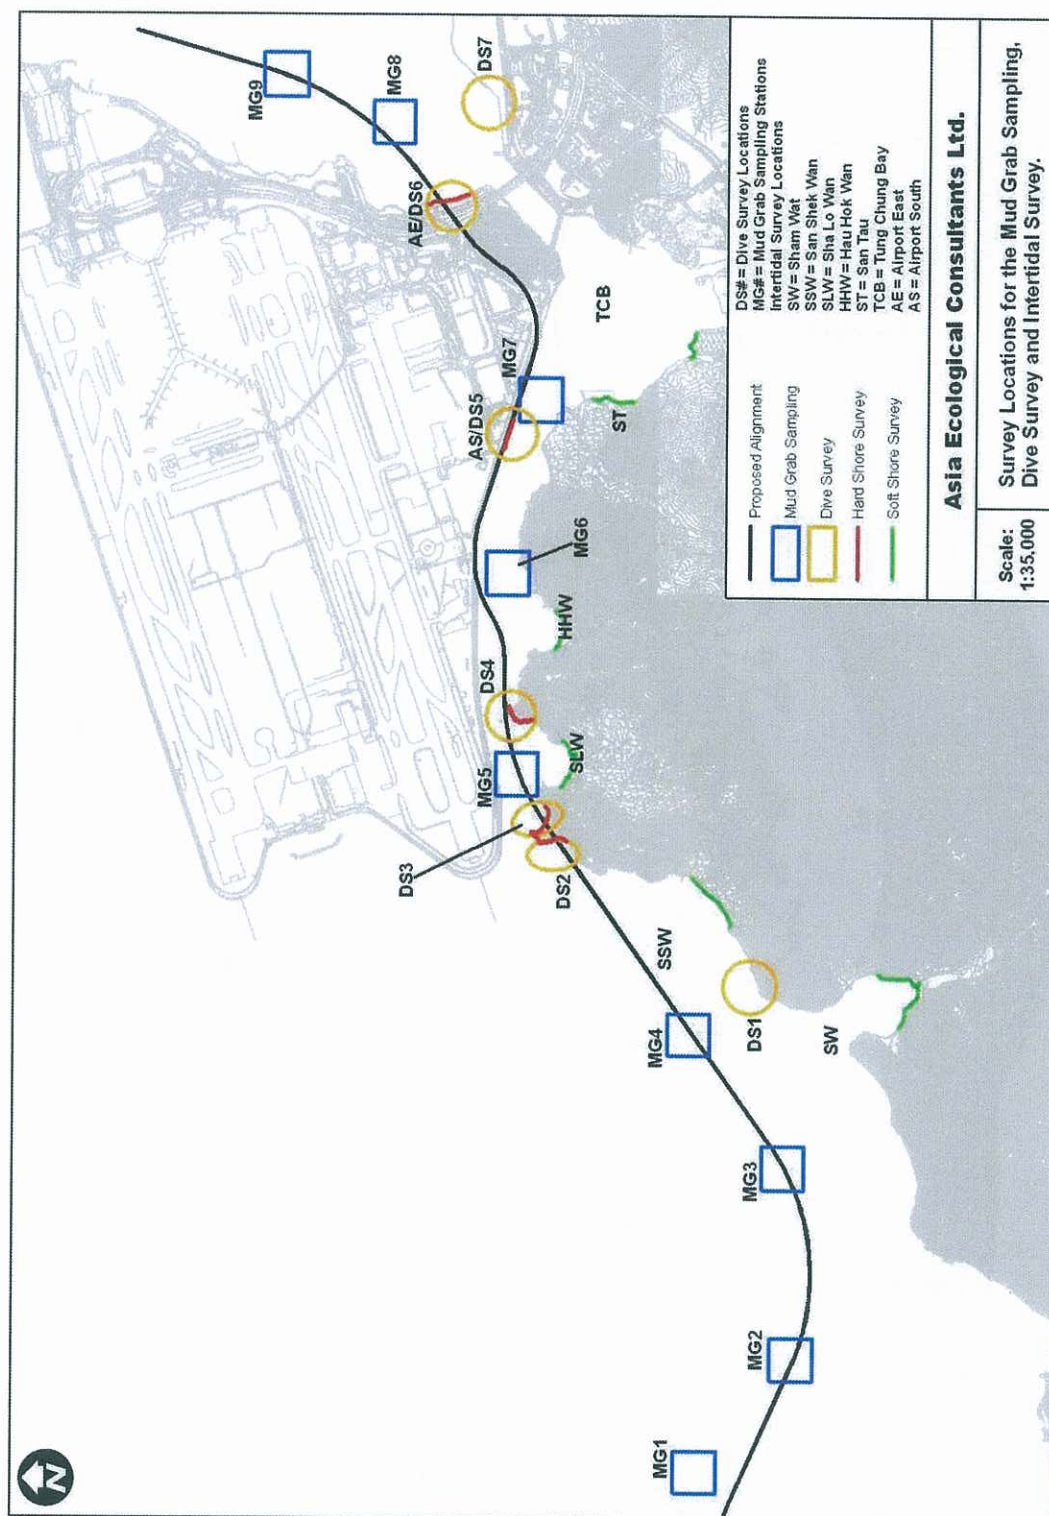 N
MG1
MG2
MG3
MG4
SSW
DS1
SW
DS2
DS3
MG5
SLW
DS4
HHW
MG6
AS/DS5
MG7
ST
TCB
AE/DS6
MG8
MG9
DS7
Proposed Alignment
Mud Grab Sampling
Dive Survey
Hard Shore Survey
Soft Shore Survey
DS# = Dive Survey Locations
MG# = Mud Grab Sampling Stations
Intertidal Survey Locations
SW = Sham Wat
SSW = San Shek Wan
SLW = Sha Lo Wan
HHW = Hau Hok Wan
ST = San Tau
TCB = Tung Chung Bay
AE = Airport East
AS = Airport South
Asia Ecological Consultants Ltd.
Scale:
1:35,000
Survey Locations for the Mud Grab Sampling,
Dive Survey and Intertidal Survey.